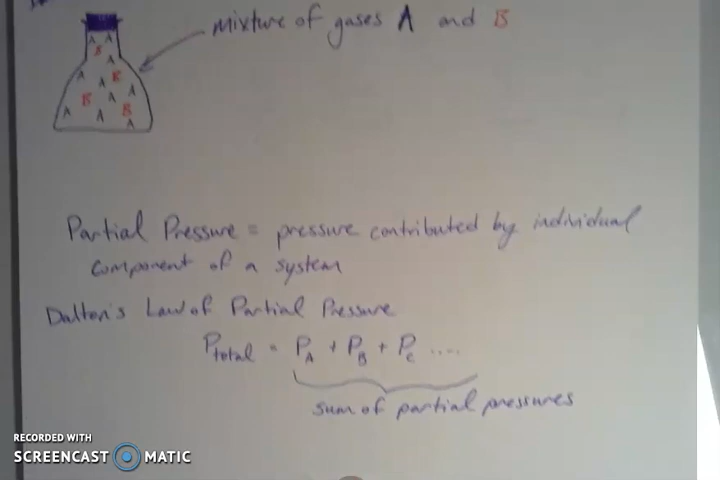 mixture of gases A and B
A A
B
A
A A B
B A A
A A B
A
Partial Pressure = pressure contributed by individual
component of a system
Dalton's Law of Partial Pressure
Ptotal = PA + PB + PC ....
sum of partial pressures
RECORDED WITH
SCREENCAST MATIC